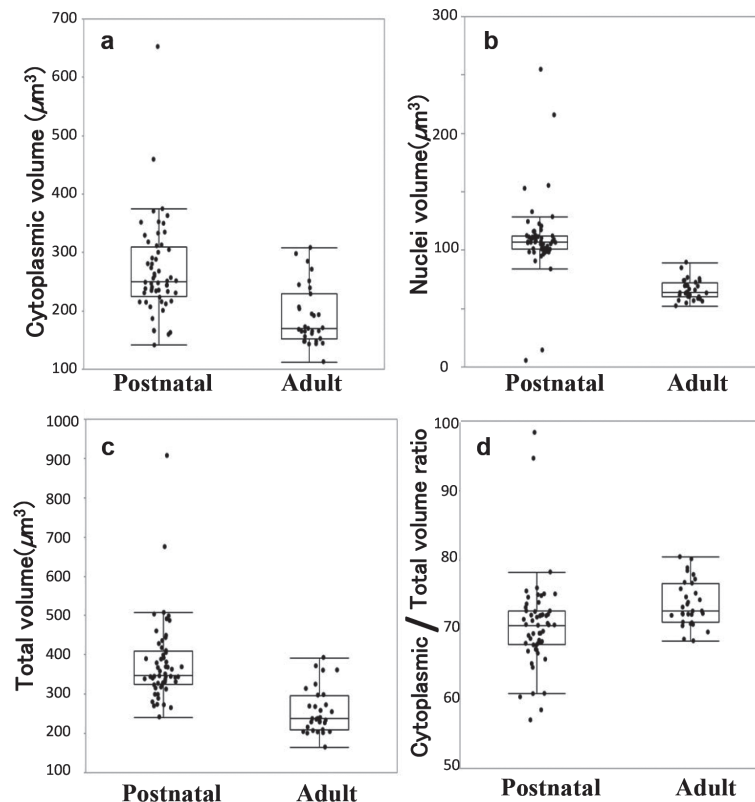 a
Cytoplasmic volume (μm³)
700
600
500
400
300
200
100
Postnatal Adult
b
Nuclei volume(μm³)
300
200
100
0
Postnatal Adult
c
Total volume(μm³)
1000
900
800
700
600
500
400
300
200
100
Postnatal Adult
d
Cytoplasmic / Total volume ratio
100
90
80
70
60
50
Postnatal Adult